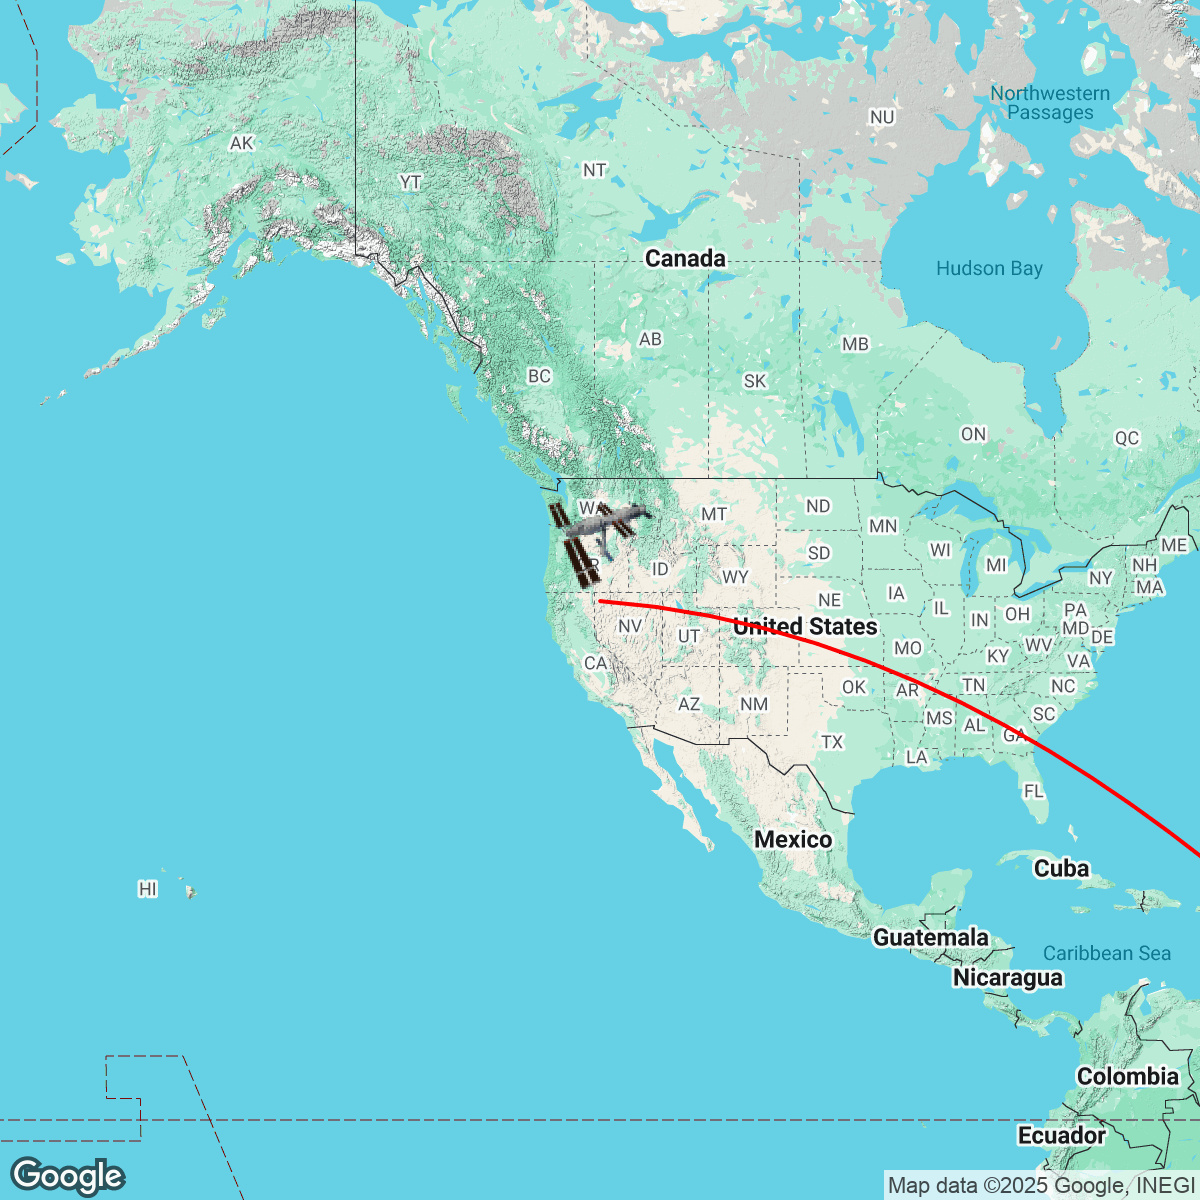 Northwestern
Passages
NU
AK
NT
YT
Canada
Hudson Bay
AB
MB
BC
SK
ON
QC
WA
MT
ND
MN
ME
WI
SD
MI
NH
ID
WY
NY
MA
IA
NE
IL
OH
PA
IN
NV
United States
MD
UT
DE
MO
WV
KY
VA
CA
OK
AR
TN
NC
AZ
NM
MS
SC
AL
GA
TX
LA
FL
Mexico
Cuba
HI
Guatemala
Caribbean Sea
Nicaragua
Colombia
Ecuador
Google
Map data ©2025 Google, INEGI